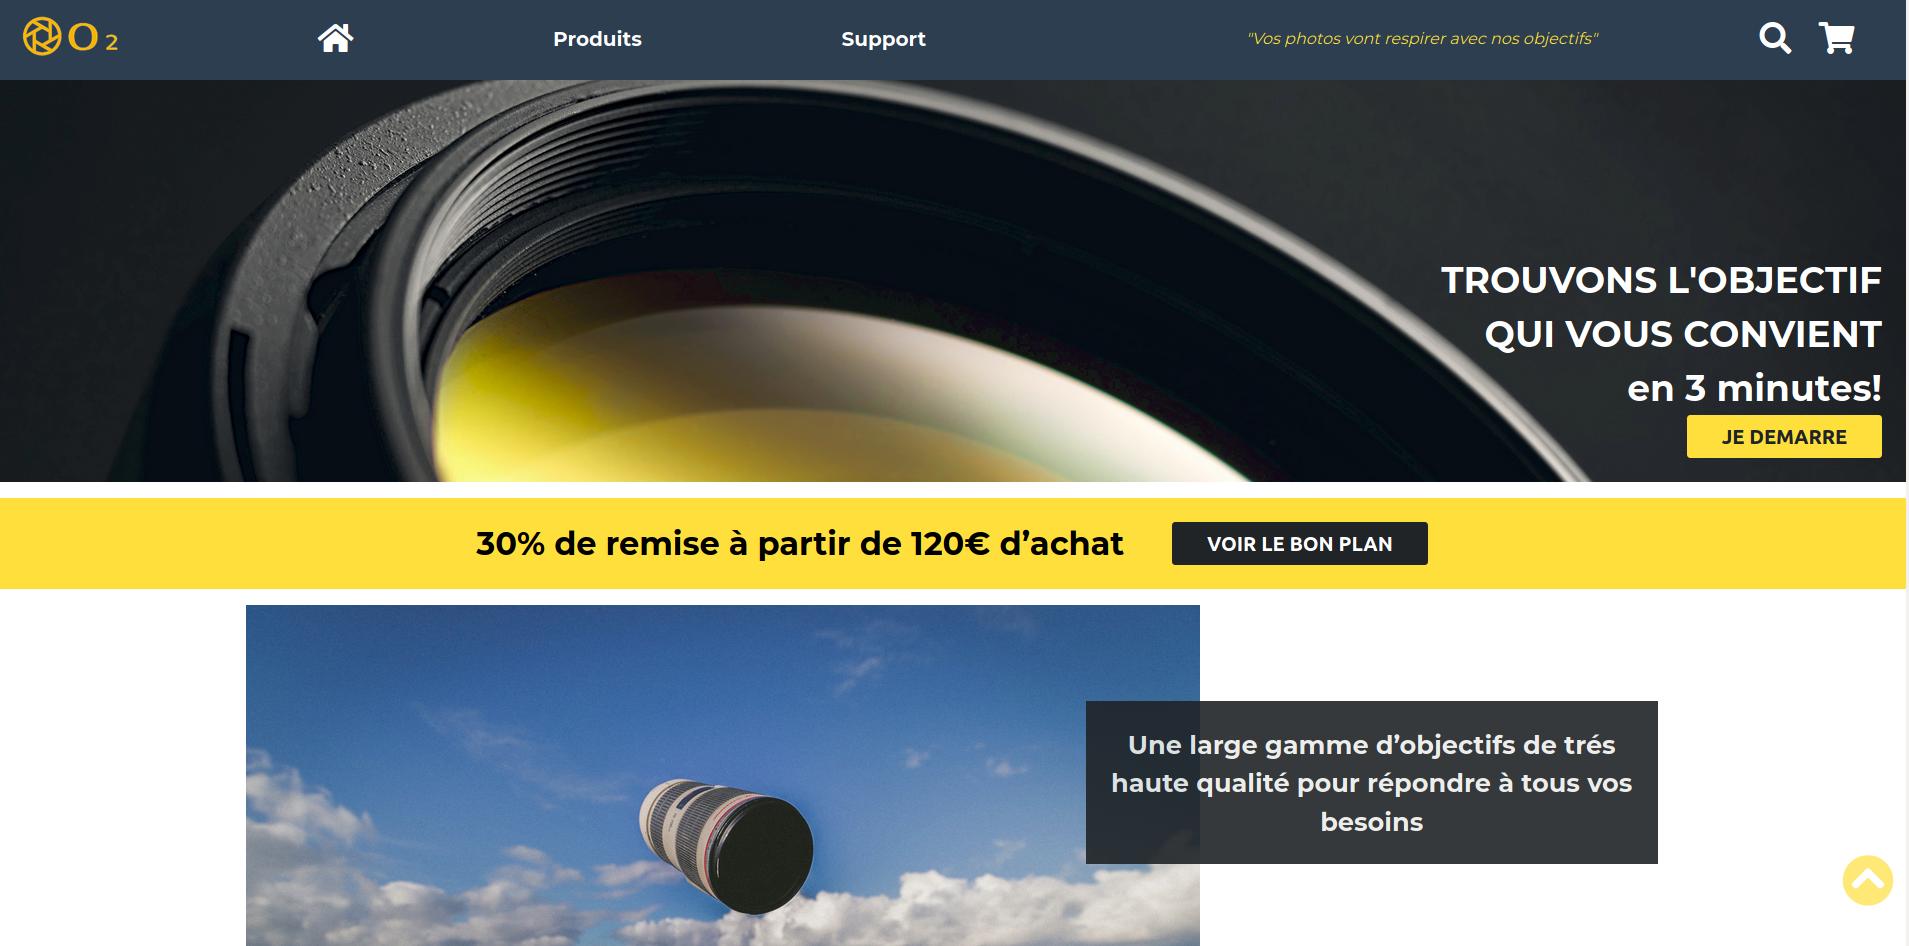 O 2
Produits
Support
"Vos photos vont respirer avec nos objectifs"
TROUVONS L'OBJECTIF
QUI VOUS CONVIENT
en 3 minutes!
JE DEMARRE
30% de remise à partir de 120€ d’achat
VOIR LE BON PLAN
Une large gamme d’objectifs de trés
haute qualité pour répondre à tous vos
besoins